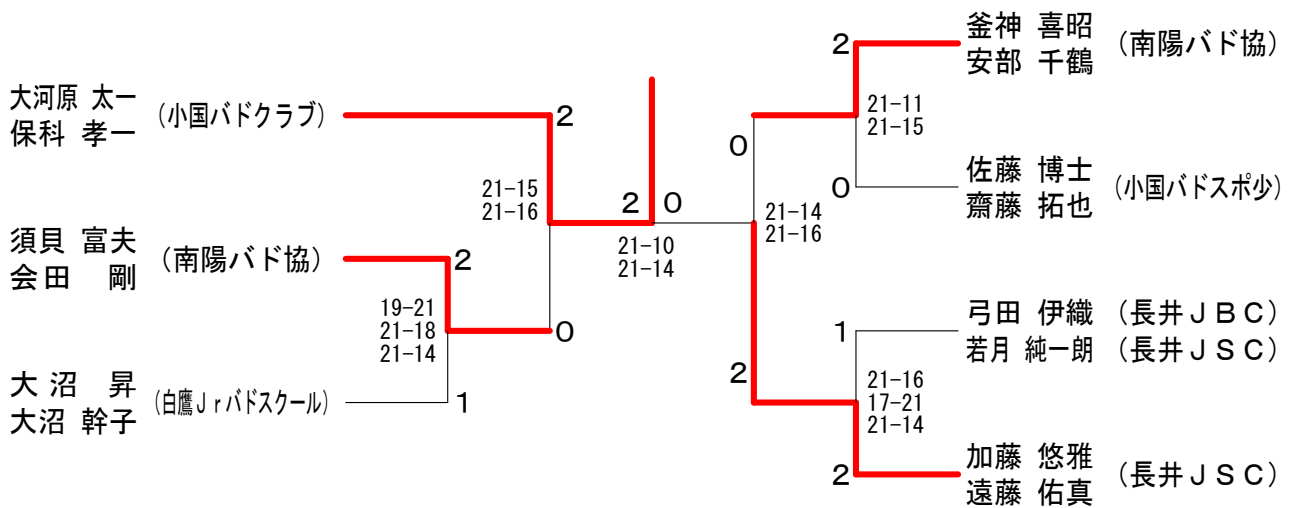 大河原 太一
保科 孝一
(小国バドクラブ)
2
21-15
21-16
須貝 富夫
会田 剛
(南陽バド協)
2
19-21
21-18
21-14
0
大沼 昇
大沼 幹子
(白鷹Jrバドスクール)
1
2
0
21-10
21-14
釜神 喜昭
安部 千鶴
(南陽バド協)
2
21-11
21-15
0
佐藤 博士
齋藤 拓也
(小国バドスポ少)
0
21-14
21-16
弓田 伊織 (長井JBC)
若月 純一朗 (長井JSC)
1
2
21-16
17-21
21-14
加藤 悠雅
遠藤 佑真
(長井JSC)
2